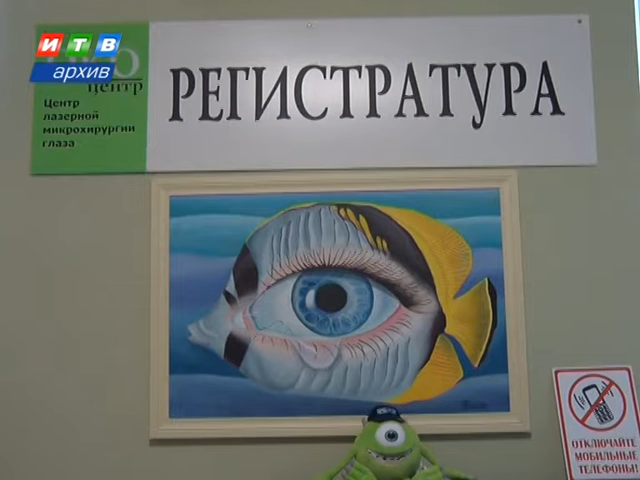 ИТВ
архив
центр
Центр
лазерной
микрохирургии
глаза
РЕГИСТРАТУРА
ОТКЛЮЧАЙТЕ
МОБИЛЬНЫЕ
ТЕЛЕФОНЫ!